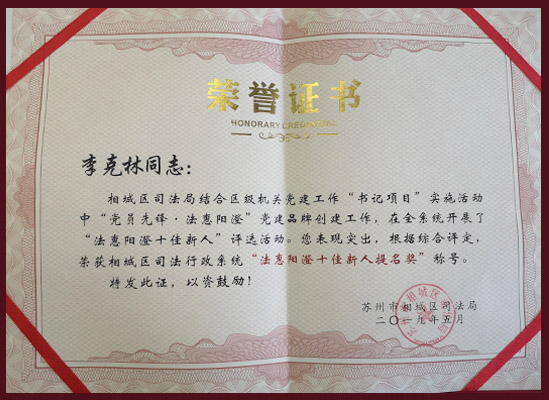 荣誉证书
HONORARY CREDENTIAL
李克林同志：
相城区司法局结合区级机关党建工作“书记项目”实施活动
中“党员先锋·法惠阳澄”党建品牌创建工作，在全系统开展了
“法惠阳澄十佳新人”评选活动。您表现突出，根据综合评定，
荣获相城区司法行政系统“法惠阳澄十佳新人提名奖”称号。
特发此证，以资鼓励！
苏州市相城区司法局
二〇一九年五月